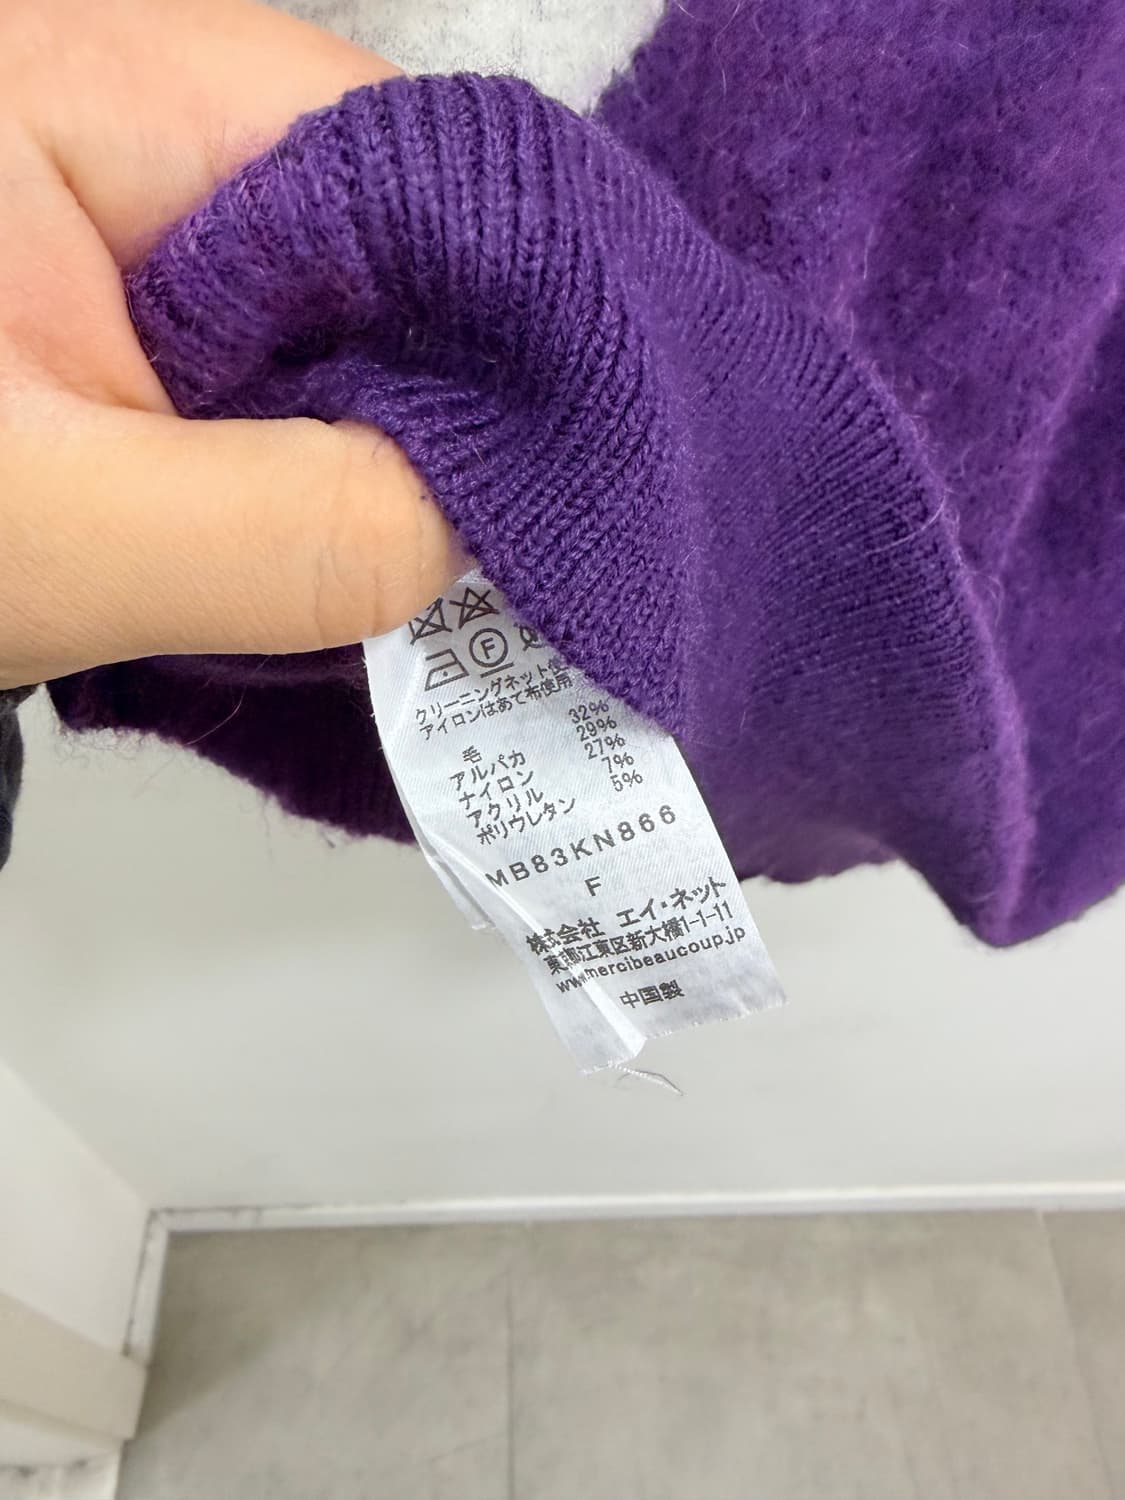 F
クリーニングネット使
アイロンはあて布使用
毛 32%
アルパカ 29%
ナイロン 27%
アクリル 7%
ポリウレタン 5%
MB83KN866
F
株式会社 エイ・ネット
東京都江東区新大橋1-1-11
www.mercibeaucoup.jp
中国製